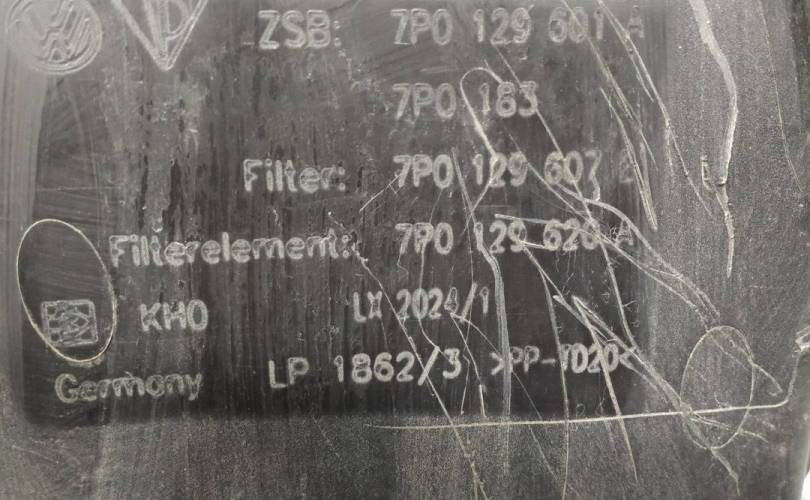 ZSB: 7P0 129 601 A
7P0 183
Filter: 7P0 129 607
Filterelement: 7P0 129 620 A
KHO LX 2024/1
LP 1862/3 >PP-TD20<
Germany